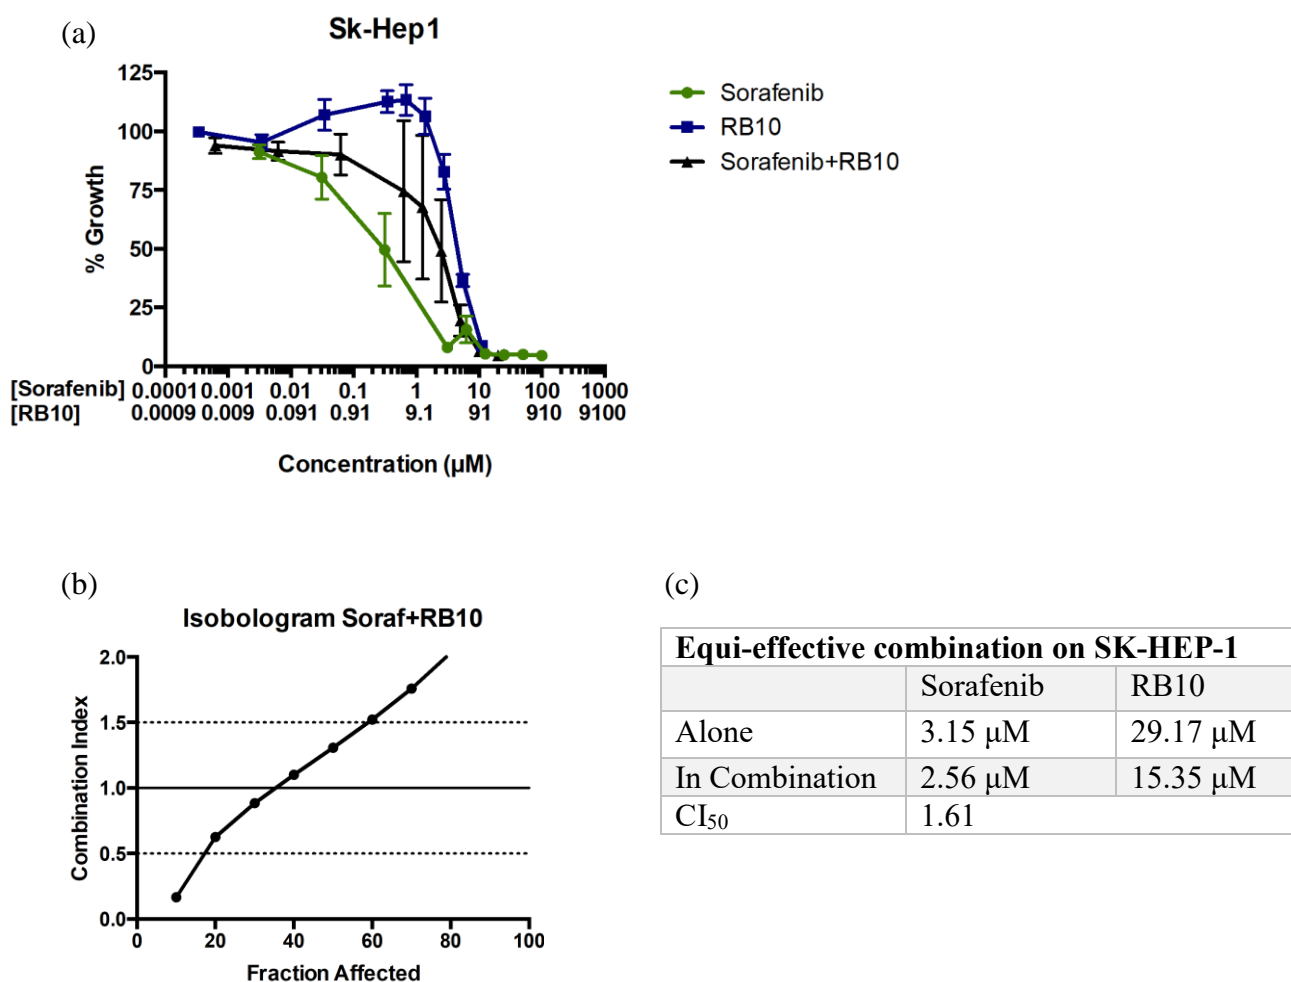 (a)
Sk-Hep1
125
100
75
50
25
0
% Growth
Sorafenib
RB10
Sorafenib+RB10
[Sorafenib] 0.0001 0.001 0.01 0.1 1 10 100 1000
[RB10] 0.0009 0.009 0.091 0.91 9.1 91 910 9100
Concentration (µM)
(b)
Isobologram Soraf+RB10
2.0
1.5
1.0
0.5
0.0
Combination Index
0 20 40 60 80 100
Fraction Affected
(c)
Equi-effective combination on SK-HEP-1
Sorafenib RB10
Alone 3.15 µM 29.17 µM
In Combination 2.56 µM 15.35 µM
CI50 1.61